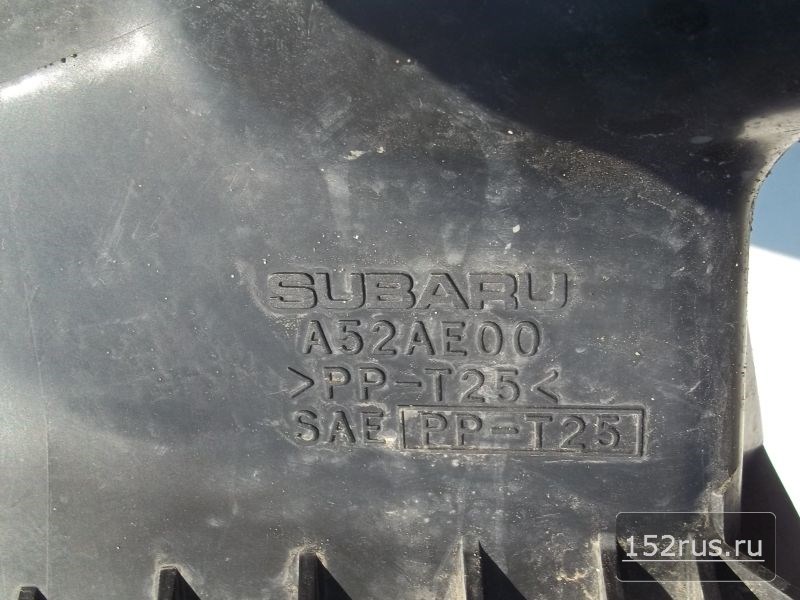 SUBARU
A52AE00
>PP-T25<
SAE PP-T25
152rus.ru